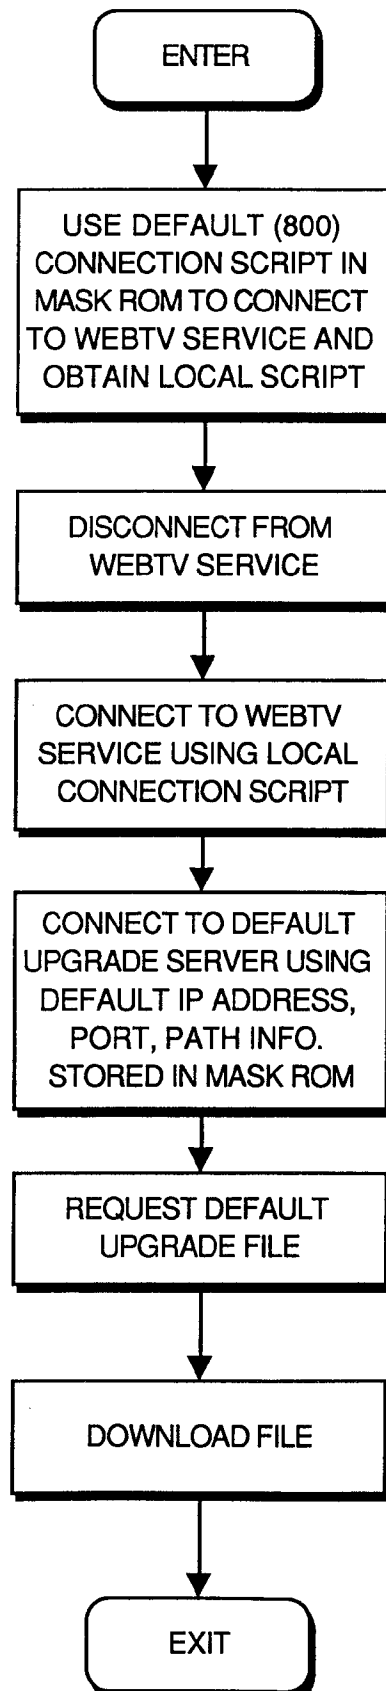 ENTER
USE DEFAULT (800)
CONNECTION SCRIPT IN
MASK ROM TO CONNECT
TO WEBTV SERVICE AND
OBTAIN LOCAL SCRIPT
DISCONNECT FROM
WEBTV SERVICE
CONNECT TO WEBTV
SERVICE USING LOCAL
CONNECTION SCRIPT
CONNECT TO DEFAULT
UPGRADE SERVER USING
DEFAULT IP ADDRESS,
PORT, PATH INFO.
STORED IN MASK ROM
REQUEST DEFAULT
UPGRADE FILE
DOWNLOAD FILE
EXIT